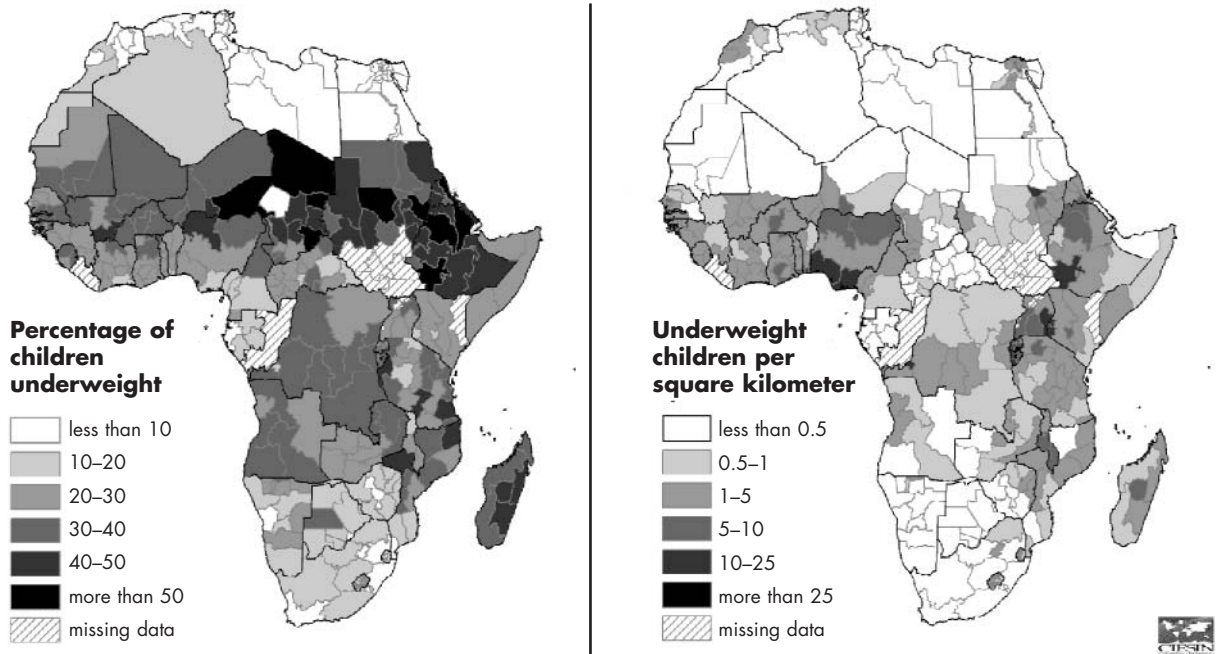 Percentage of
children
underweight
less than 10
10–20
20–30
30–40
40–50
more than 50
missing data
Underweight
children per
square kilometer
less than 0.5
0.5–1
1–5
5–10
10–25
more than 25
missing data
CIESIN